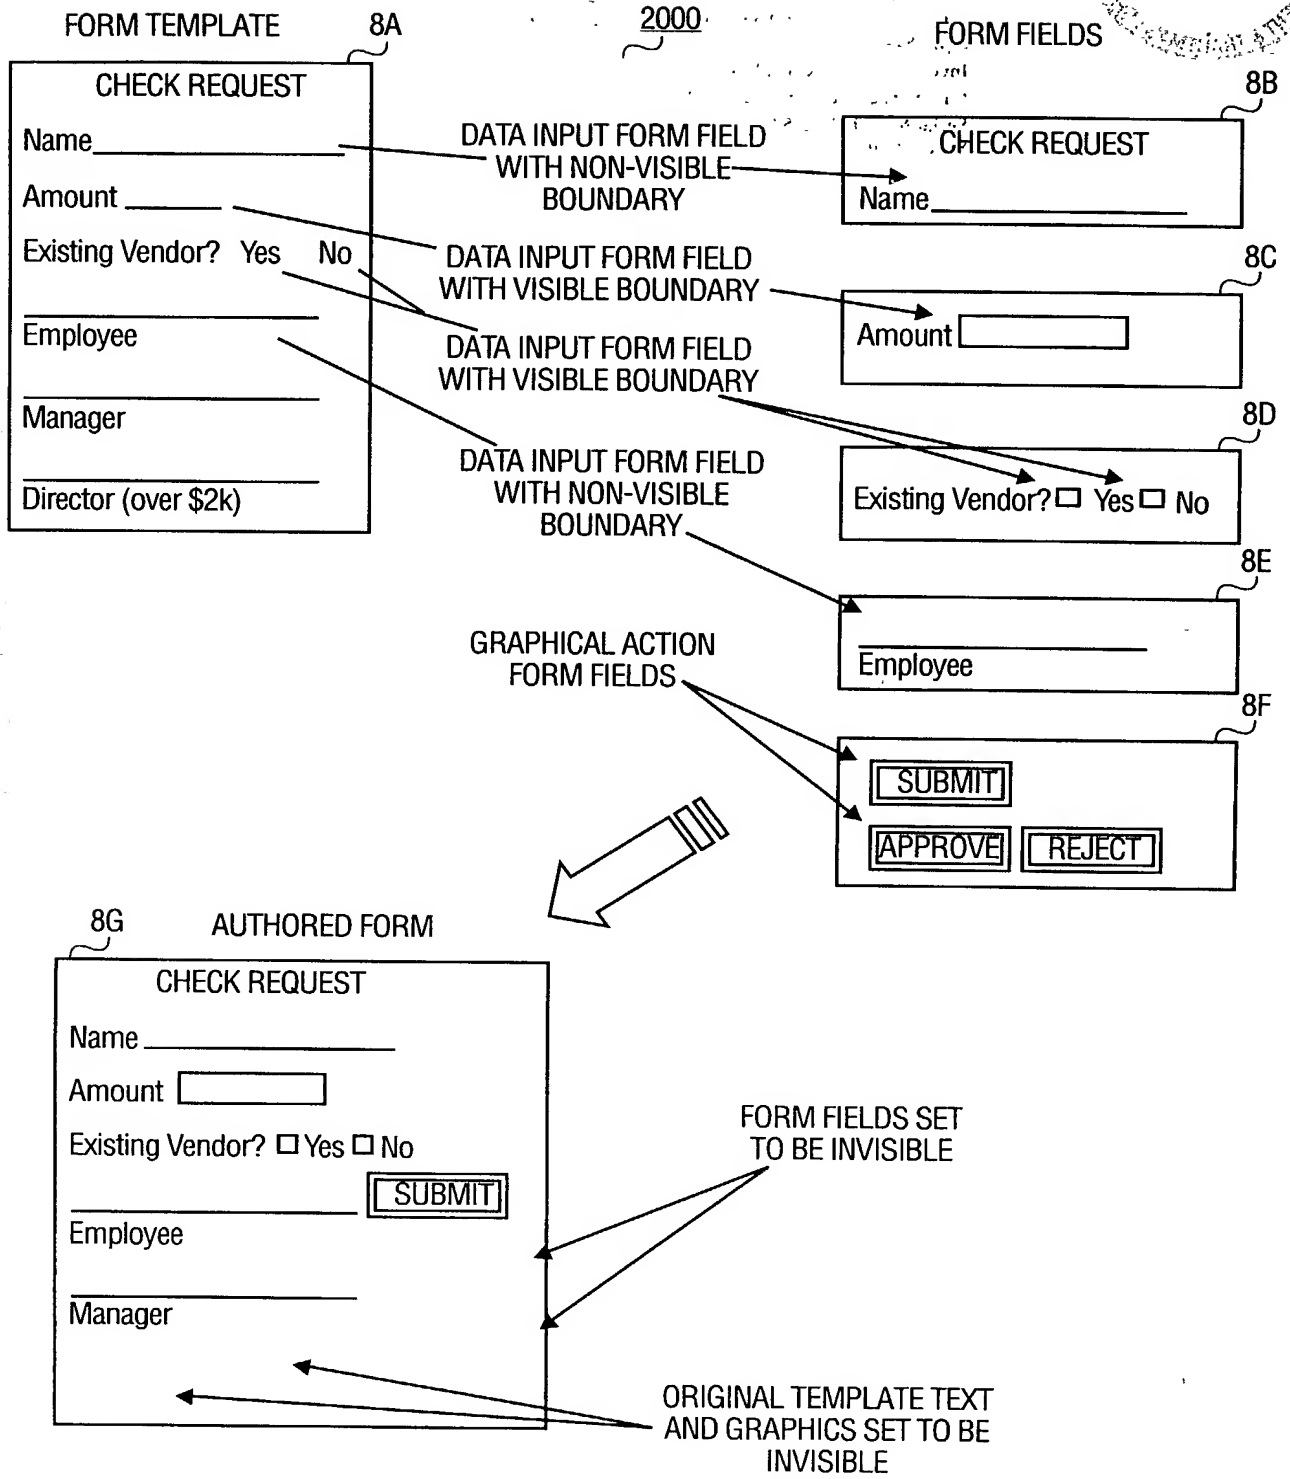 FORM TEMPLATE
8A
2000
FORM FIELDS
CHECK REQUEST
Name
Amount
Existing Vendor? Yes No
Employee
Manager
Director (over $2k)
DATA INPUT FORM FIELD
WITH NON-VISIBLE
BOUNDARY
DATA INPUT FORM FIELD
WITH VISIBLE BOUNDARY
DATA INPUT FORM FIELD
WITH VISIBLE BOUNDARY
DATA INPUT FORM FIELD
WITH NON-VISIBLE
BOUNDARY
GRAPHICAL ACTION
FORM FIELDS
8B
CHECK REQUEST
Name
8C
Amount
8D
Existing Vendor? Yes No
8E
Employee
8F
SUBMIT
APPROVE REJECT
8G
AUTHORED FORM
CHECK REQUEST
Name
Amount
Existing Vendor? Yes No
SUBMIT
Employee
Manager
FORM FIELDS SET
TO BE INVISIBLE
ORIGINAL TEMPLATE TEXT
AND GRAPHICS SET TO BE
INVISIBLE